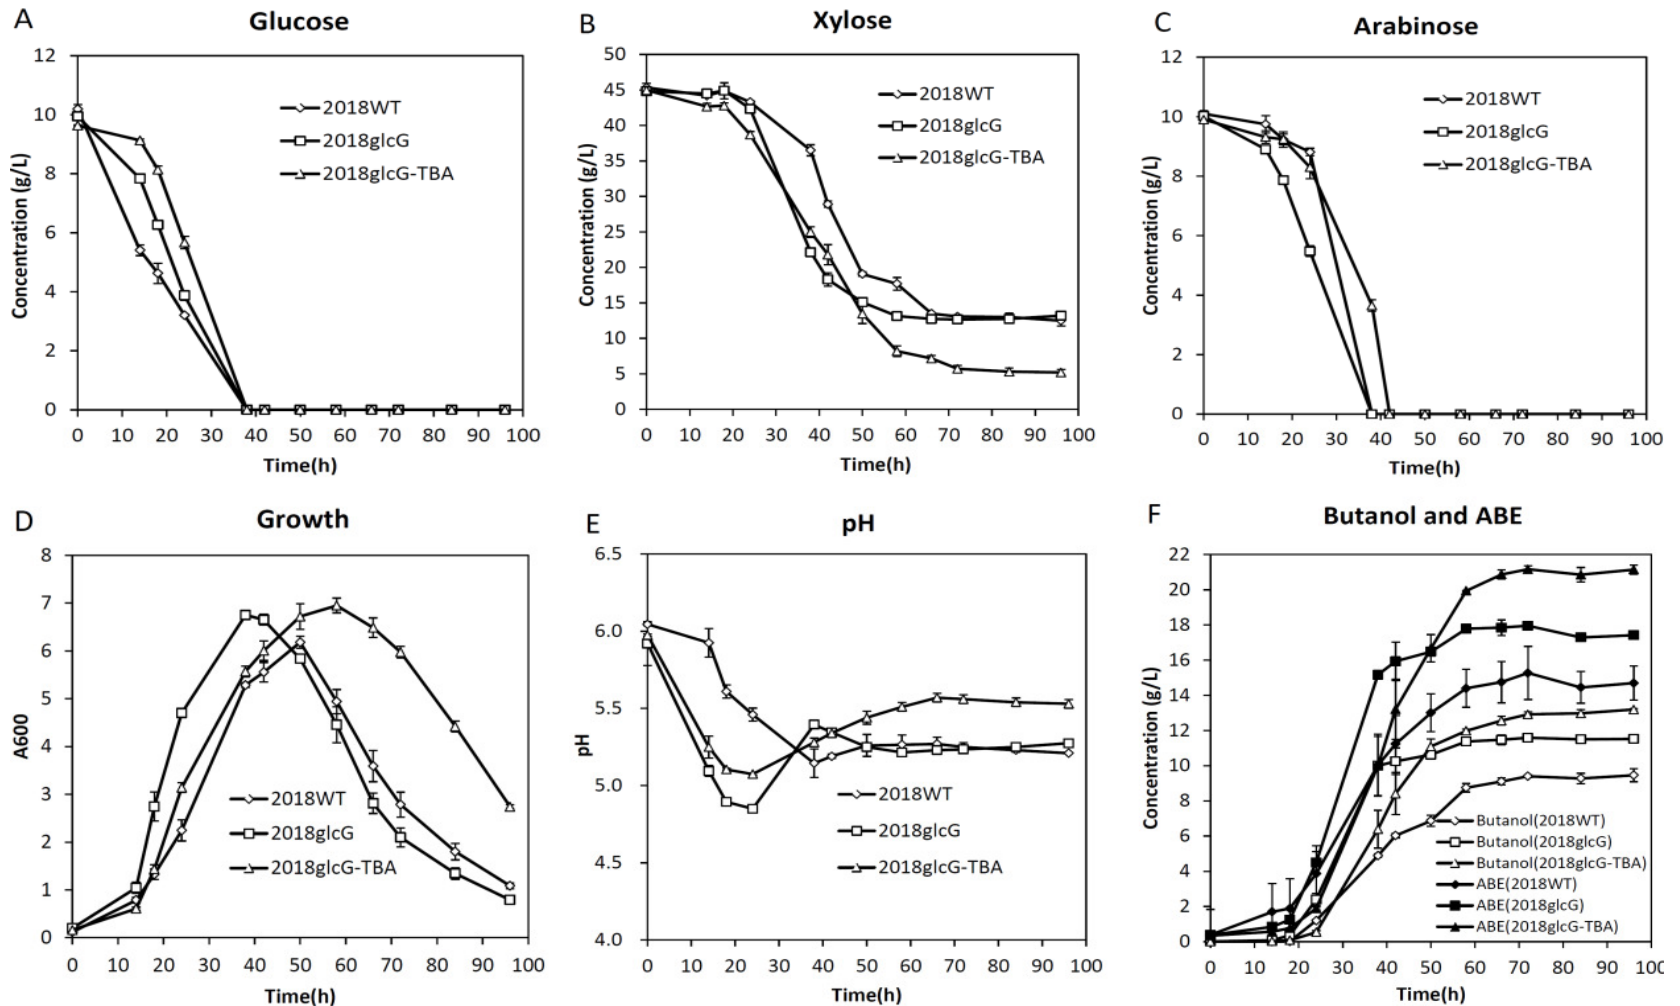 A
Glucose
12
10
8
6
4
2
0
Concentration (g/L)
2018WT
2018glcG
2018glcG-TBA
0 10 20 30 40 50 60 70 80 90 100
Time(h)
B
Xylose
50
45
40
35
30
25
20
15
10
5
0
Concentration (g/L)
2018WT
2018glcG
2018glcG-TBA
0 10 20 30 40 50 60 70 80 90 100
Time(h)
C
Arabinose
12
10
8
6
4
2
0
Concentration (g/L)
2018WT
2018glcG
2018glcG-TBA
0 10 20 30 40 50 60 70 80 90 100
Time(h)
D
Growth
8
7
6
5
4
3
2
1
0
A600
2018WT
2018glcG
2018glcG-TBA
0 10 20 30 40 50 60 70 80 90 100
Time(h)
E
pH
6.5
6.0
5.5
5.0
4.5
4.0
pH
2018WT
2018glcG
2018glcG-TBA
0 10 20 30 40 50 60 70 80 90 100
Time(h)
F
Butanol and ABE
22
20
18
16
14
12
10
8
6
4
2
0
Concentration (g/L)
Butanol(2018WT)
Butanol(2018glcG)
Butanol(2018glcG-TBA)
ABE(2018WT)
ABE(2018glcG)
ABE(2018glcG-TBA)
0 10 20 30 40 50 60 70 80 90 100
Time(h)